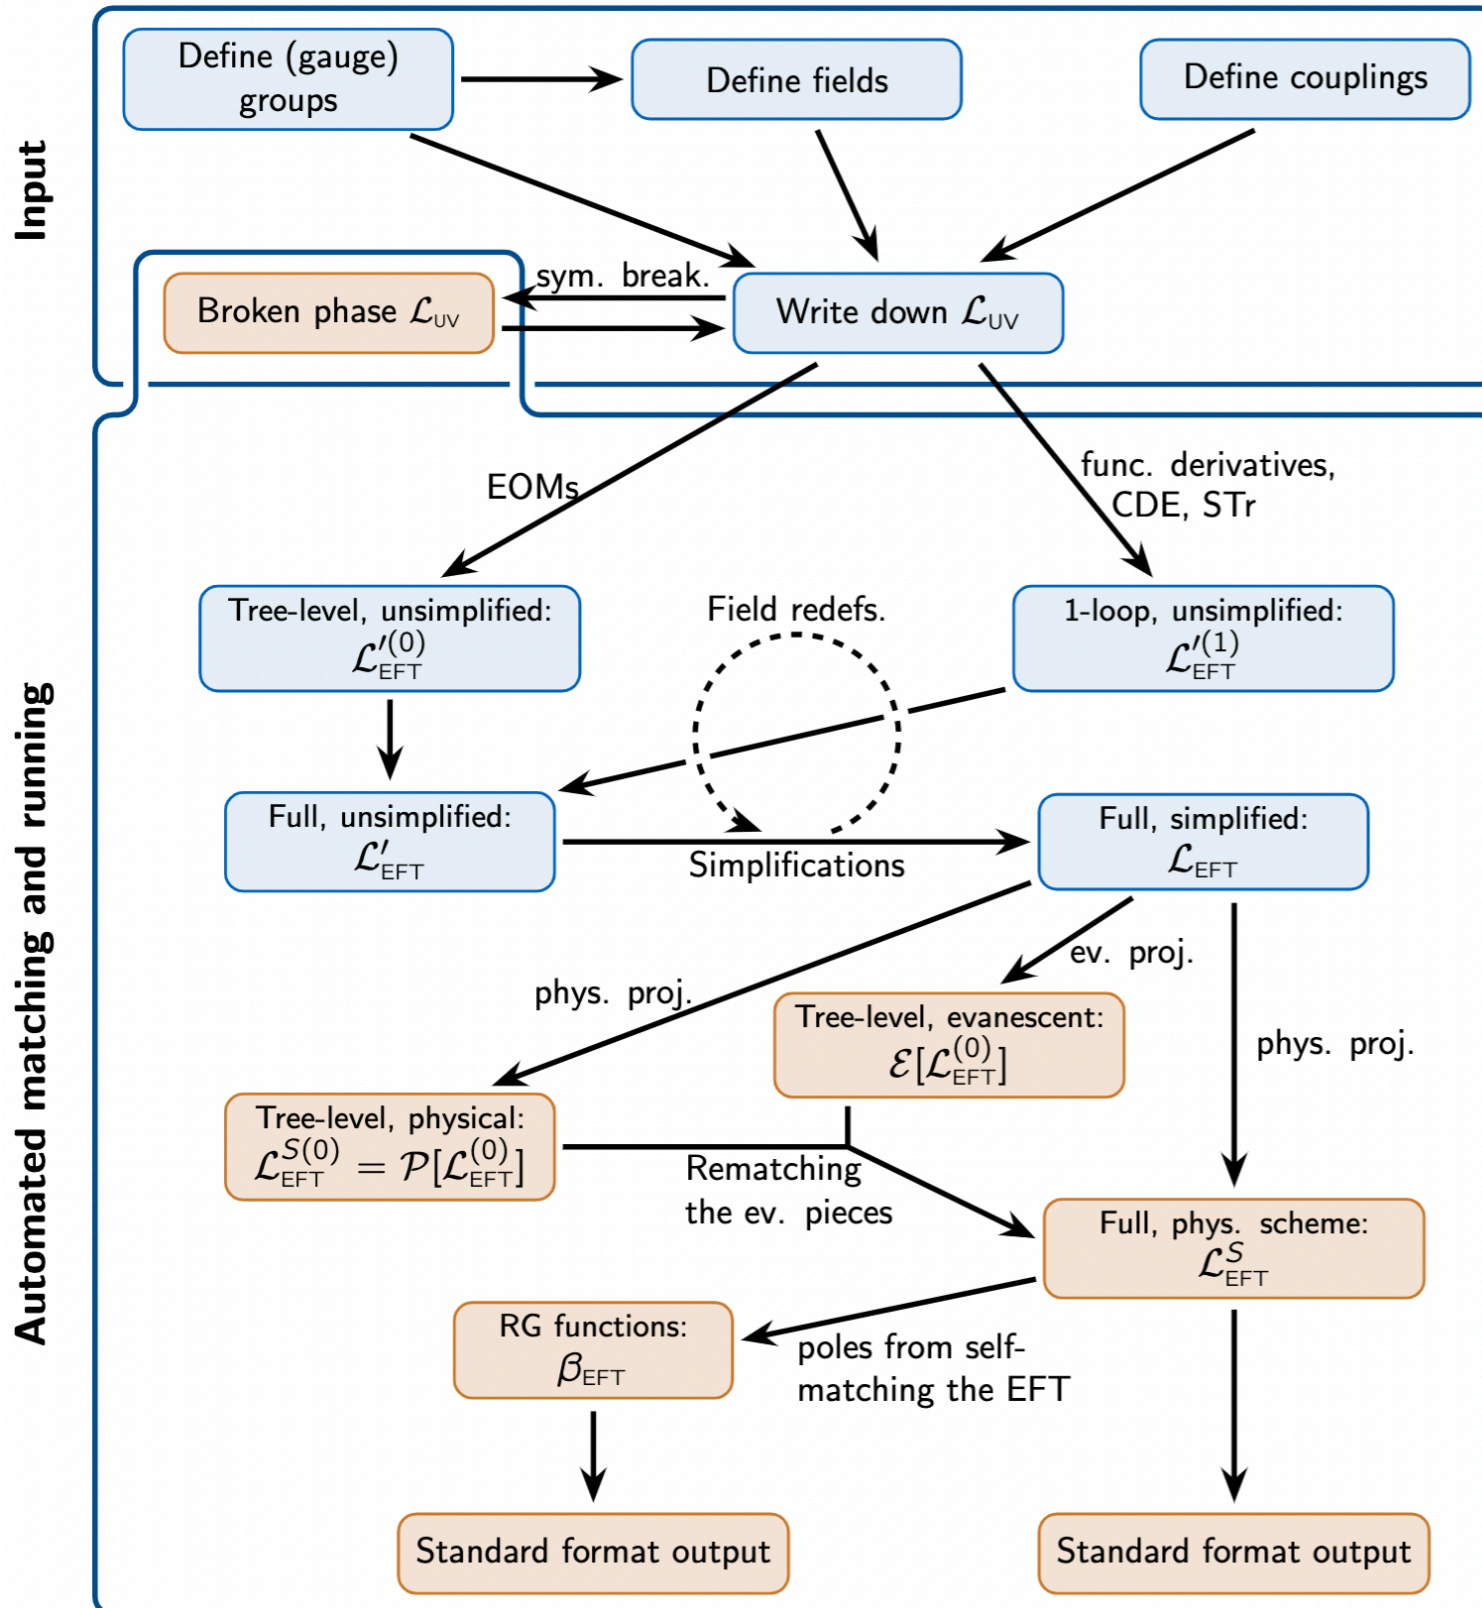 Define (gauge)
groups
Define fields
Define couplings
Input
sym. break.
Broken phase ℒ_UV
Write down ℒ_UV
EOMs
func. derivatives,
CDE, STr
Tree-level, unsimplified:
ℒ′_EFT^(0)
Field redefs.
1-loop, unsimplified:
ℒ′_EFT^(1)
Automated matching and running
Full, unsimplified:
ℒ′_EFT
Simplifications
Full, simplified:
ℒ_EFT
phys. proj.
ev. proj.
Tree-level, evanescent:
ℰ[ℒ_EFT^(0)]
phys. proj.
Tree-level, physical:
ℒ_EFT^S(0) = 𝒫[ℒ_EFT^(0)]
Rematching
the ev. pieces
Full, phys. scheme:
ℒ_EFT^S
RG functions:
β_EFT
poles from self-
matching the EFT
Standard format output
Standard format output